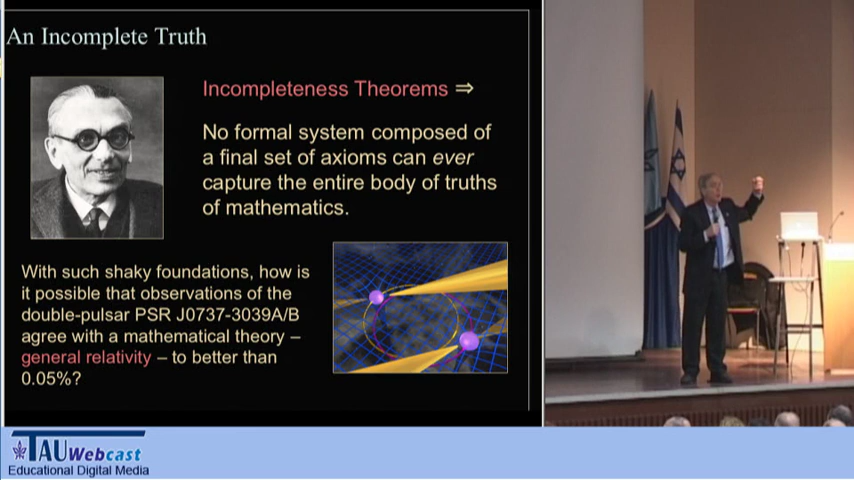 An Incomplete Truth
Incompleteness Theorems ⇒
No formal system composed of
a final set of axioms can ever
capture the entire body of truths
of mathematics.
With such shaky foundations, how is
it possible that observations of the
double-pulsar PSR J0737-3039A/B
agree with a mathematical theory –
general relativity – to better than
0.05%?
TAU Webcast
Educational Digital Media